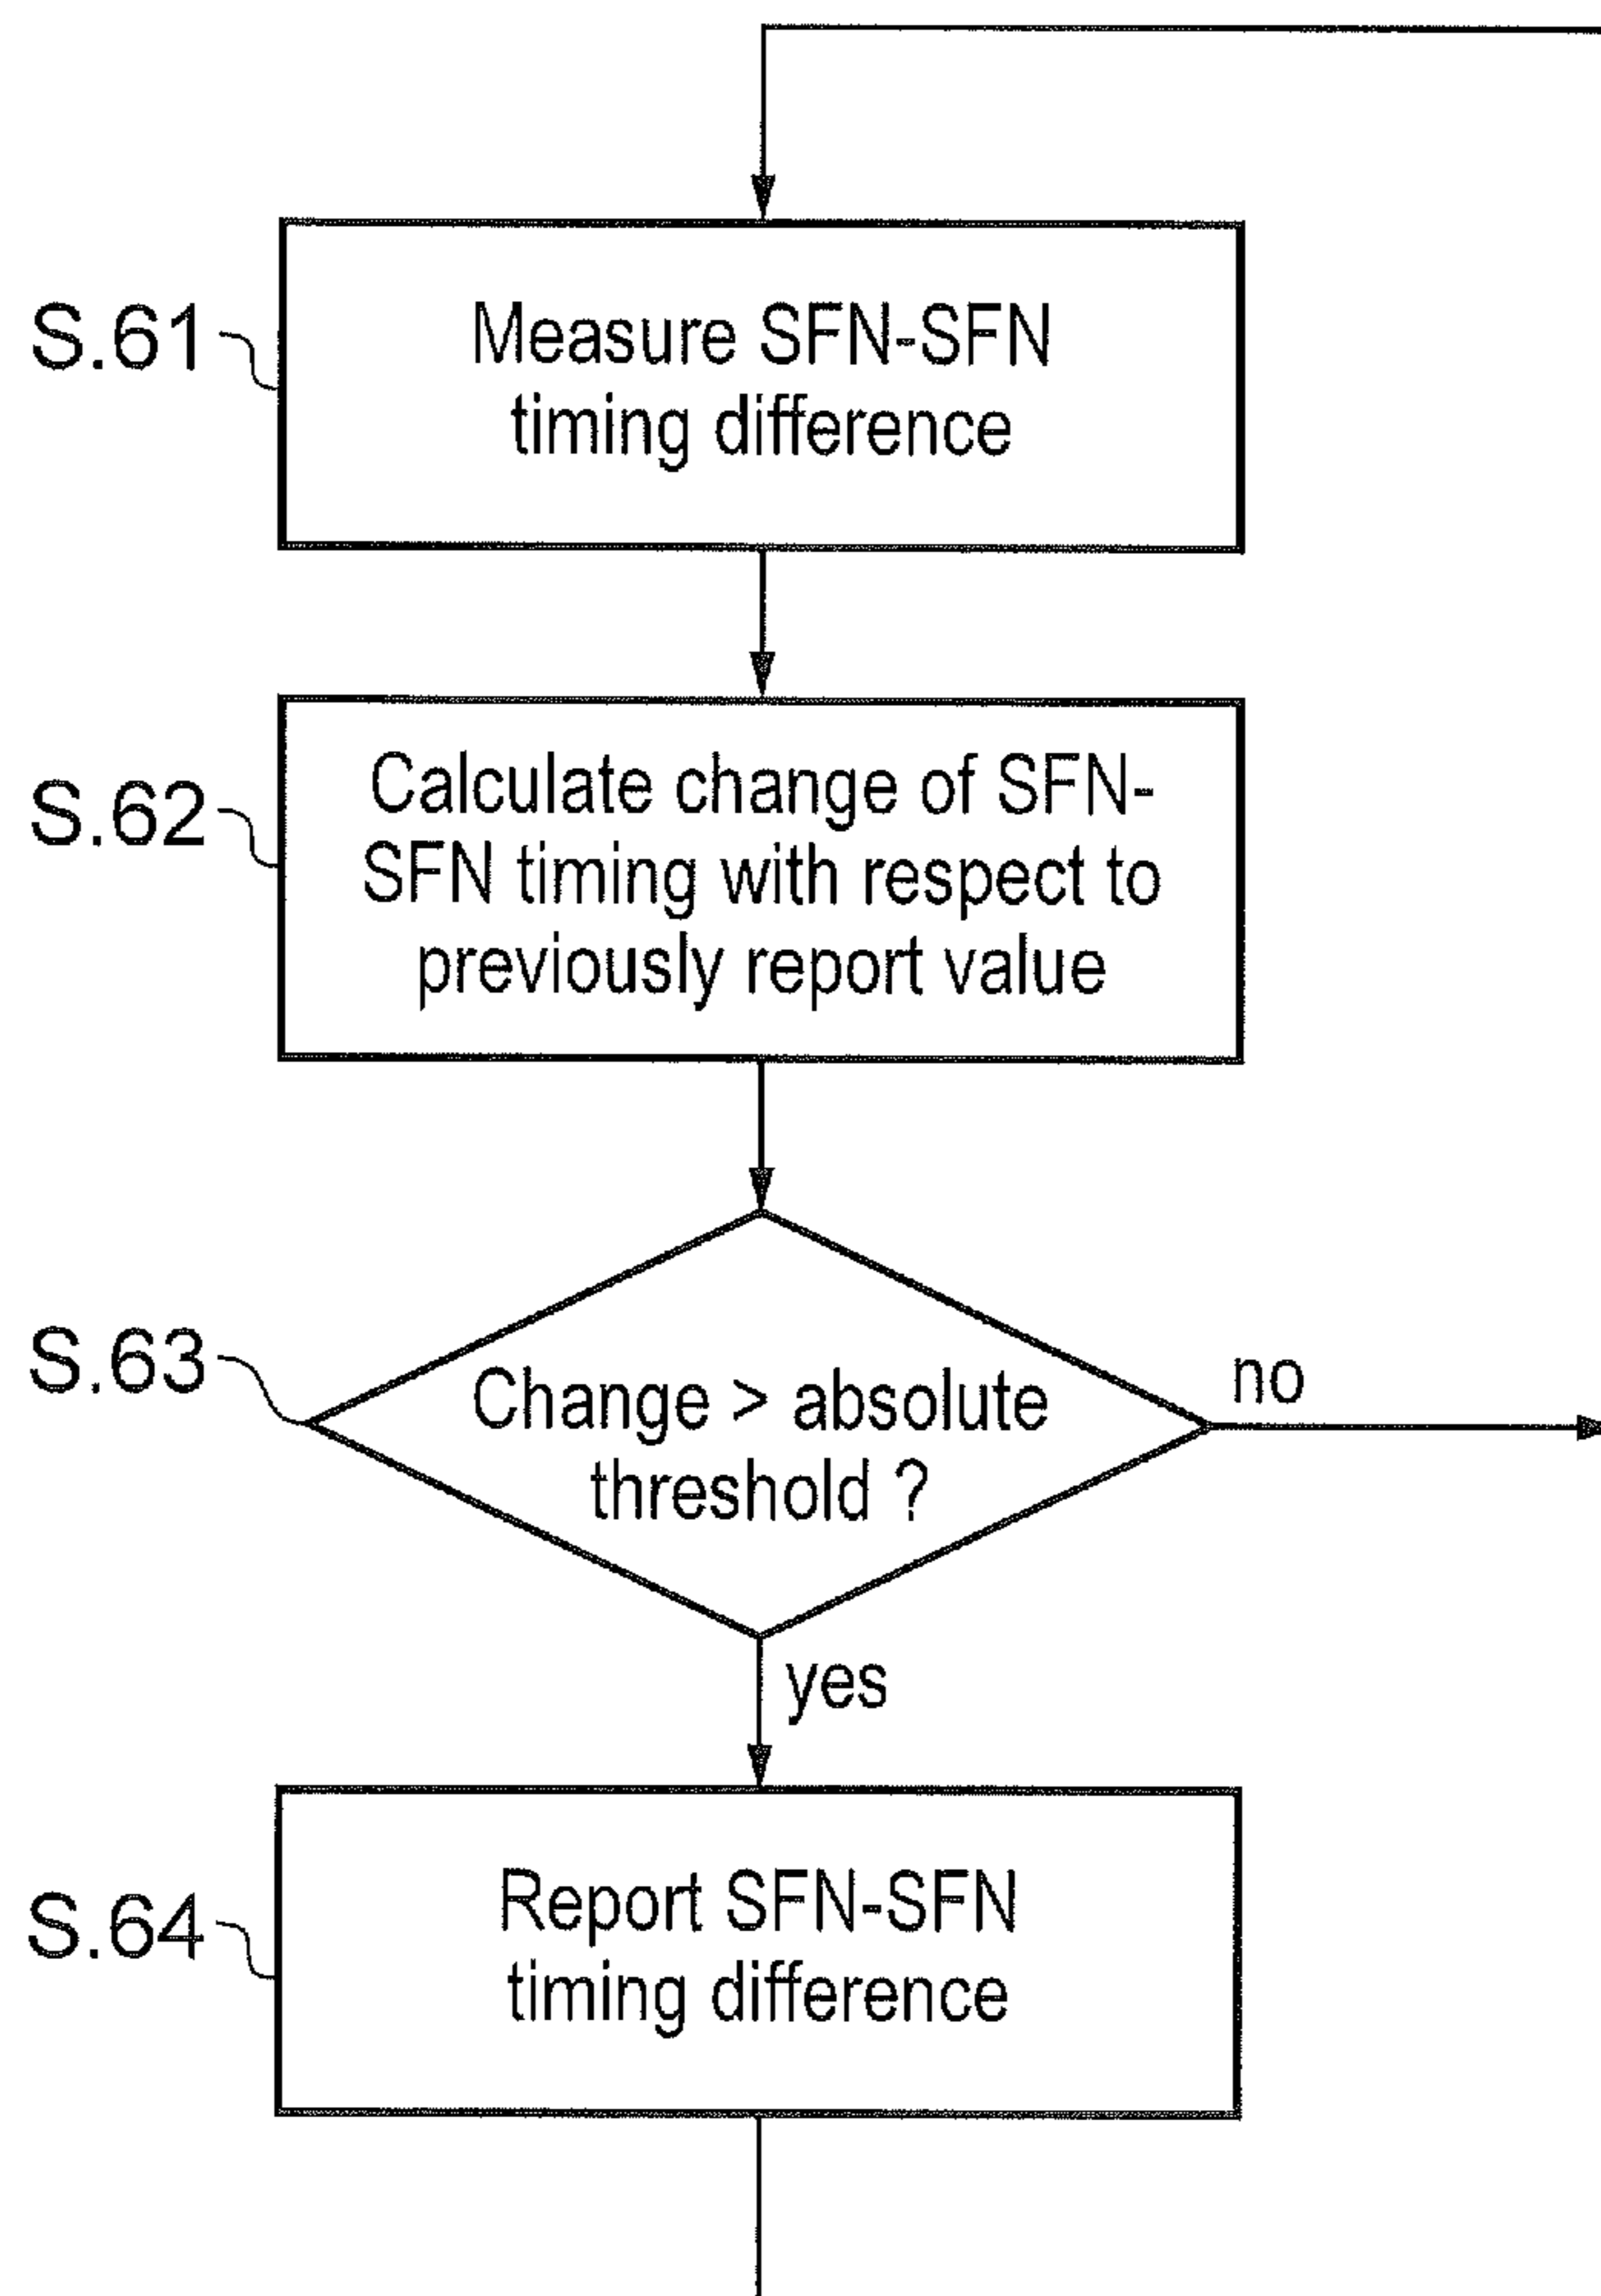 S.61
Measure SFN-SFN
timing difference
S.62
Calculate change of SFN-
SFN timing with respect to
previously report value
S.63
Change > absolute
threshold ?
no
yes
S.64
Report SFN-SFN
timing difference